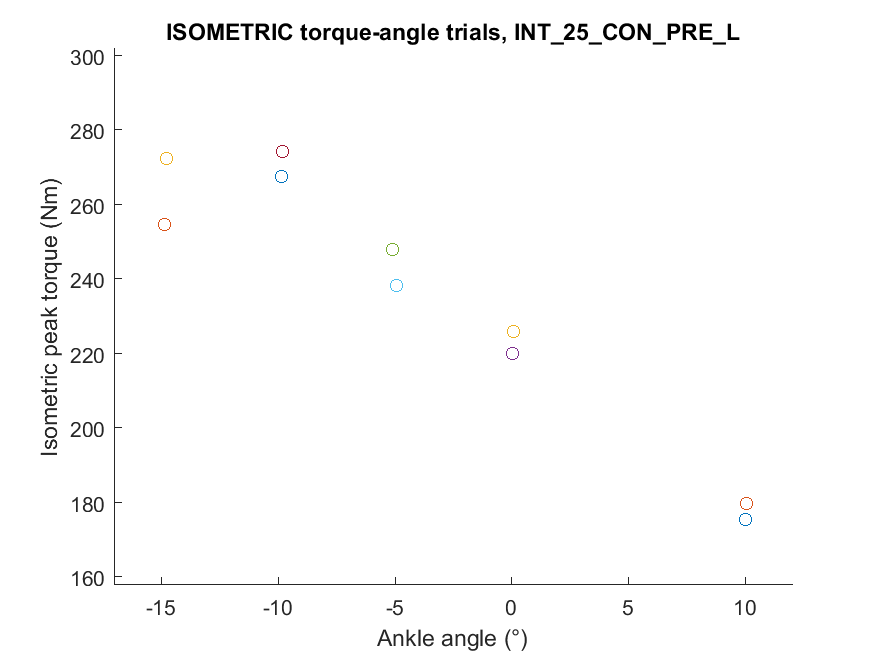 ISOMETRIC torque-angle trials, INT_25_CON_PRE_L
300
280
260
240
220
200
180
160
Isometric peak torque (Nm)
-15 -10 -5 0 5 10
Ankle angle (°)